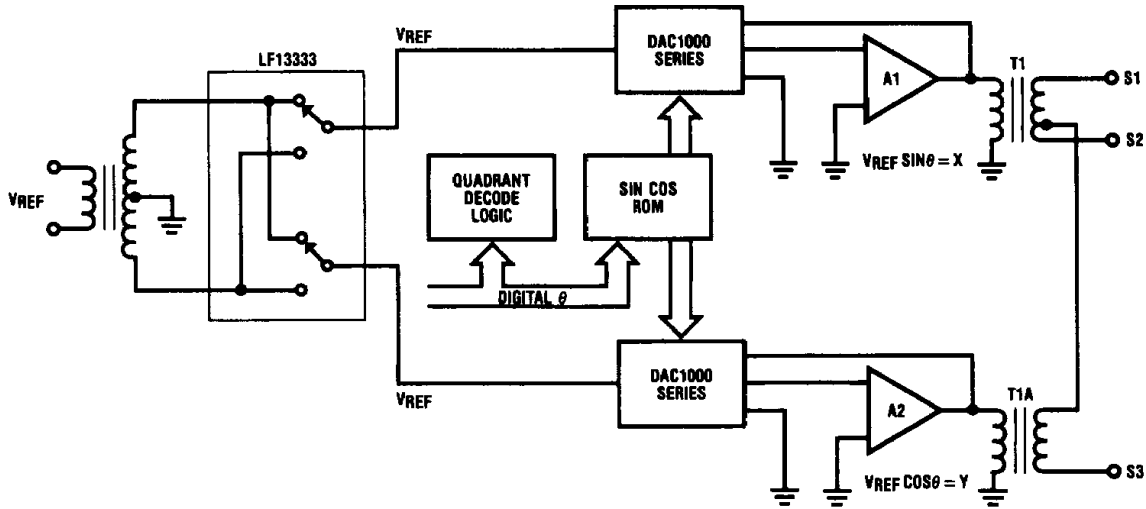 VREF
LF13333
VREF
DAC1000
SERIES
A1
T1
S1
S2
VREF SINθ = X
QUADRANT
DECODE
LOGIC
SIN COS
ROM
DIGITAL θ
VREF
DAC1000
SERIES
A2
T1A
S3
VREF COSθ = Y